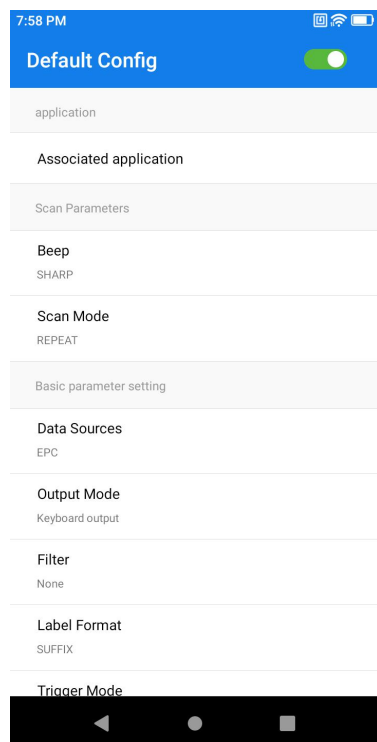 7:58 PM
Default Config
application
Associated application
Scan Parameters
Beep
SHARP
Scan Mode
REPEAT
Basic parameter setting
Data Sources
EPC
Output Mode
Keyboard output
Filter
None
Label Format
SUFFIX
Trigger Mode